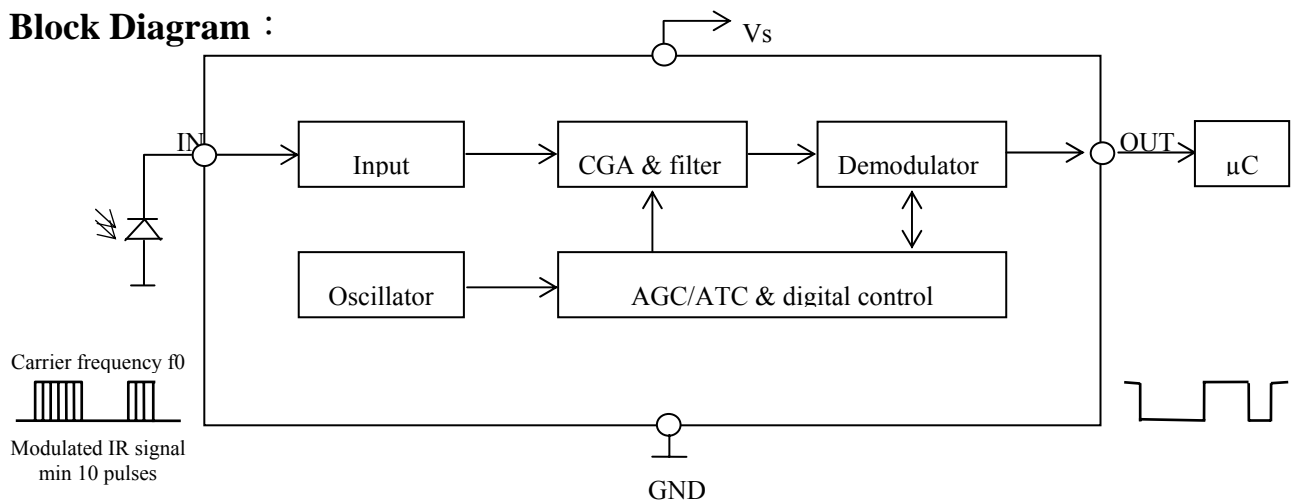 Block Diagram：
Vs
IN
Input
CGA & filter
Demodulator
OUT
µC
Oscillator
AGC/ATC & digital control
Carrier frequency f0
Modulated IR signal
min 10 pulses
GND